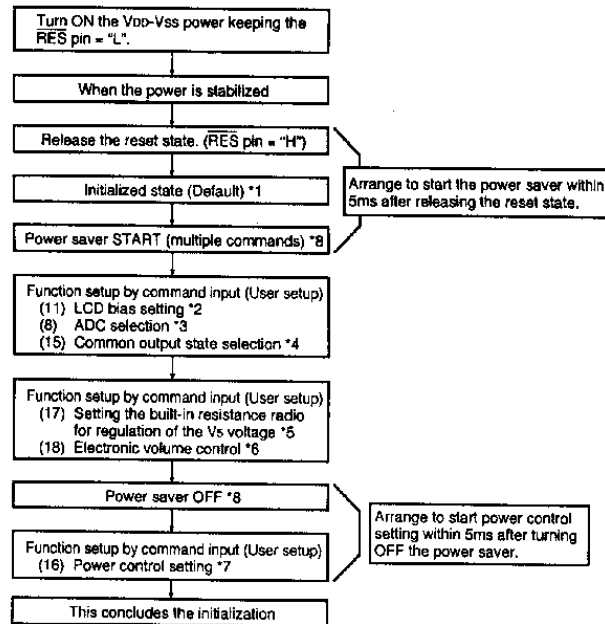 Turn ON the VDD-VSS power keeping the
RES pin = “L”.
When the power is stabilized
Release the reset state. (RES pin = “H”)
Initialized state (Default) *1
Arrange to start the power saver within
5ms after releasing the reset state.
Power saver START (multiple commands) *8
Function setup by command input (User setup)
(11) LCD bias setting *2
(8) ADC selection *3
(15) Common output state selection *4
Function setup by command input (User setup)
(17) Setting the built-in resistance radio
for regulation of the V5 voltage *5
(18) Electronic volume control *6
Power saver OFF *8
Arrange to start power control
setting within 5ms after turning
OFF the power saver.
Function setup by command input (User setup)
(16) Power control setting *7
This concludes the initialization